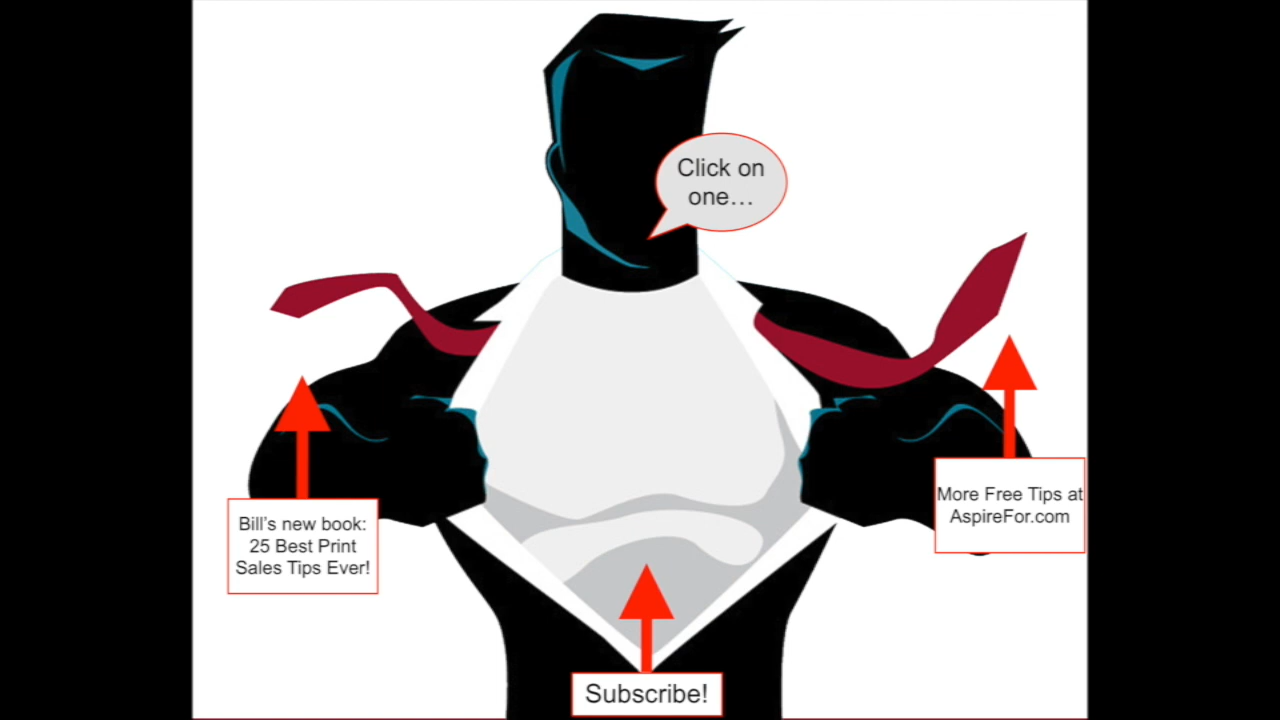 Click on
one…
More Free Tips at
AspireFor.com
Bill's new book:
25 Best Print
Sales Tips Ever!
Subscribe!